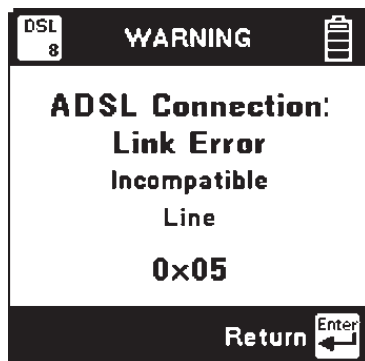 DSL
8
WARNING
ADSL Connection:
Link Error
Incompatible
Line
0x05
Return Enter